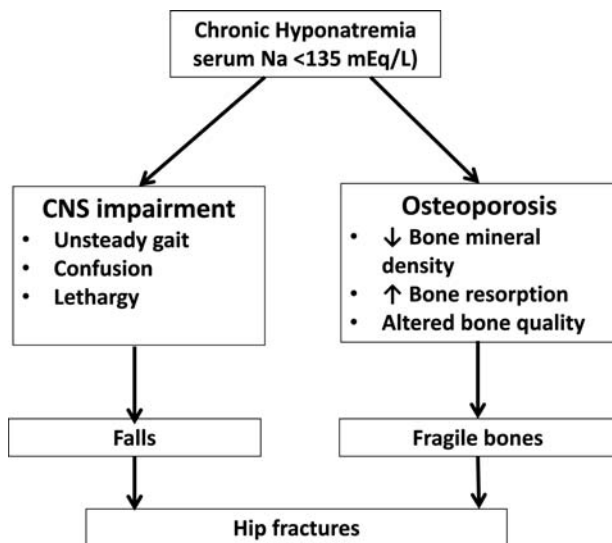 Chronic Hyponatremia
serum Na <135 mEq/L)
CNS impairment
• Unsteady gait
• Confusion
• Lethargy
Osteoporosis
• ↓ Bone mineral
density
• ↑ Bone resorption
• Altered bone quality
Falls
Fragile bones
Hip fractures